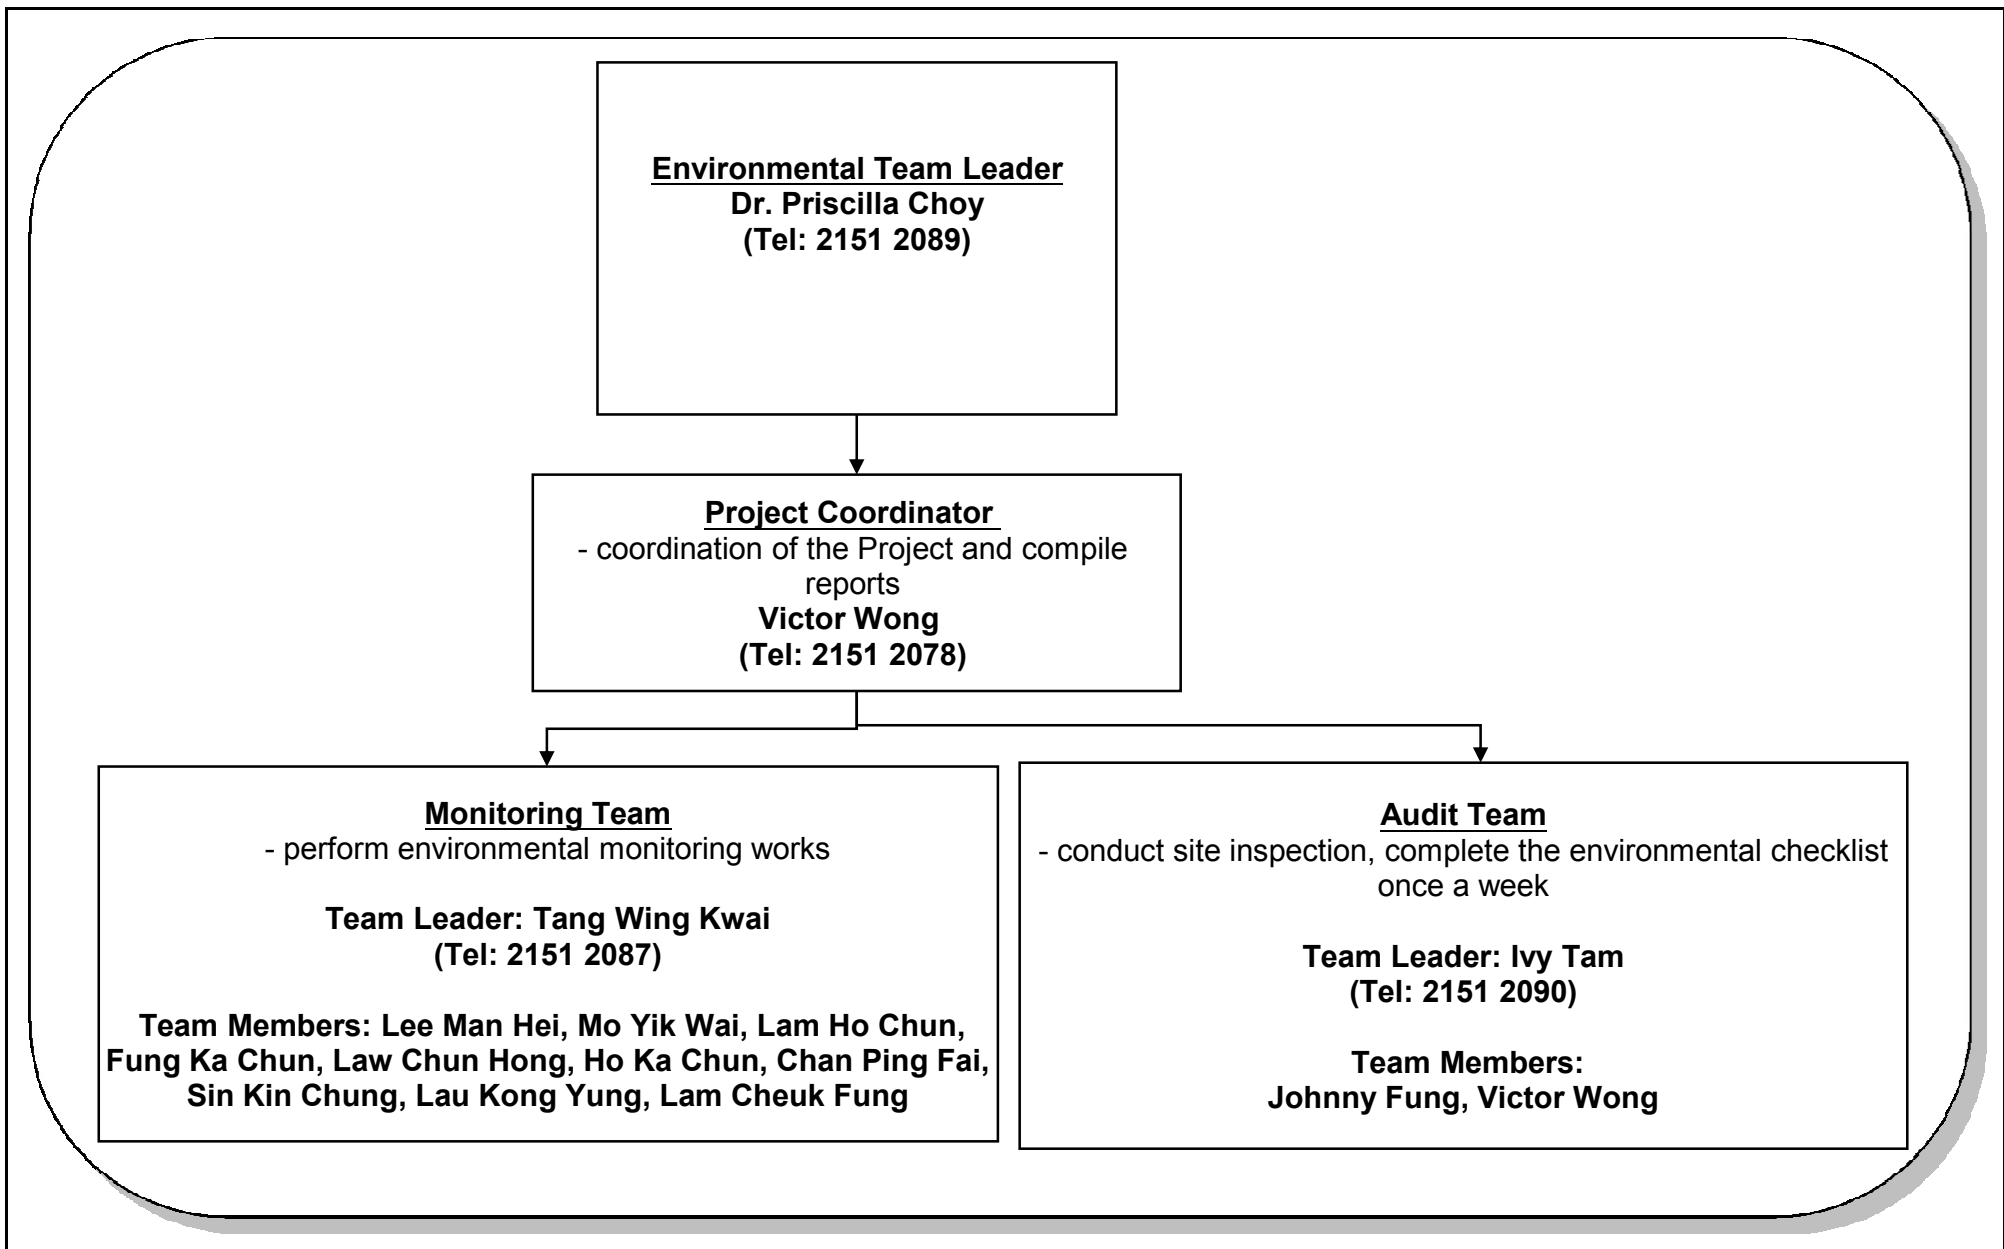 Environmental Team Leader
Dr. Priscilla Choy
(Tel: 2151 2089)
Project Coordinator
- coordination of the Project and compile
reports
Victor Wong
(Tel: 2151 2078)
Monitoring Team
- perform environmental monitoring works
Team Leader: Tang Wing Kwai
(Tel: 2151 2087)
Team Members: Lee Man Hei, Mo Yik Wai, Lam Ho Chun,
Fung Ka Chun, Law Chun Hong, Ho Ka Chun, Chan Ping Fai,
Sin Kin Chung, Lau Kong Yung, Lam Cheuk Fung
Audit Team
- conduct site inspection, complete the environmental checklist
once a week
Team Leader: Ivy Tam
(Tel: 2151 2090)
Team Members:
Johnny Fung, Victor Wong